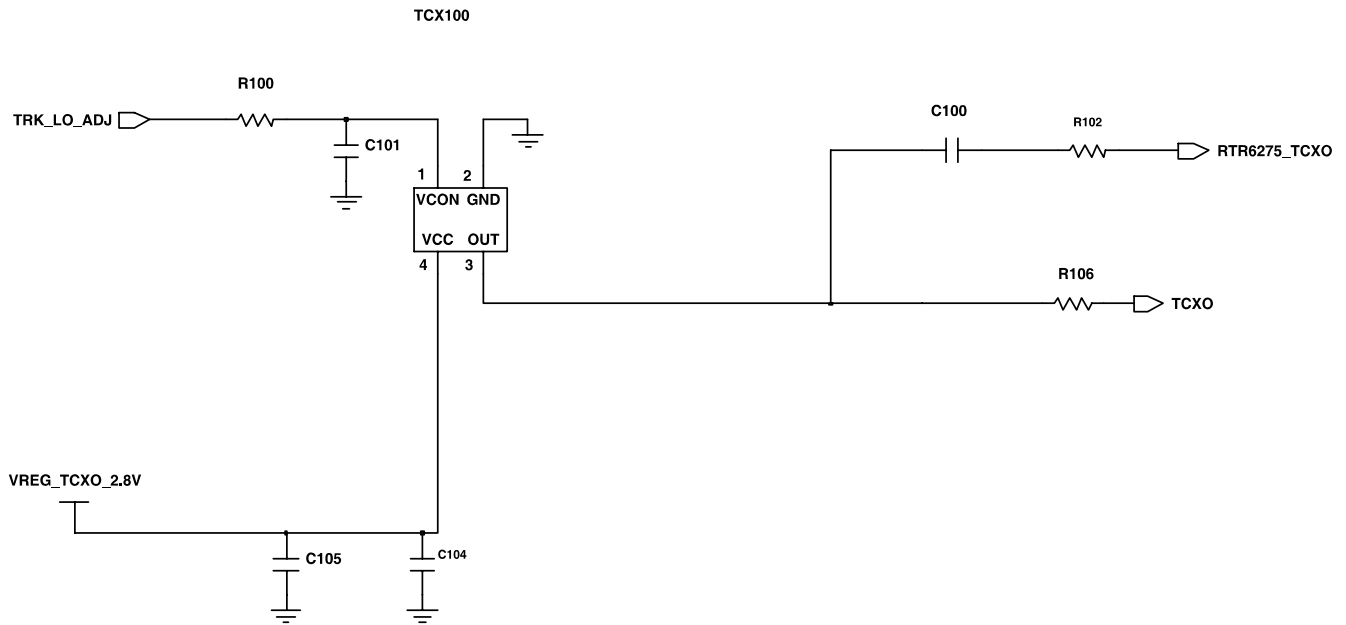 TCX100
R100
TRK_LO_ADJ
C101
C100
R102
RTR6275_TCXO
1 2
VCON GND
VCC OUT
4 3
R106
TCXO
VREG_TCXO_2.8V
C105
C104